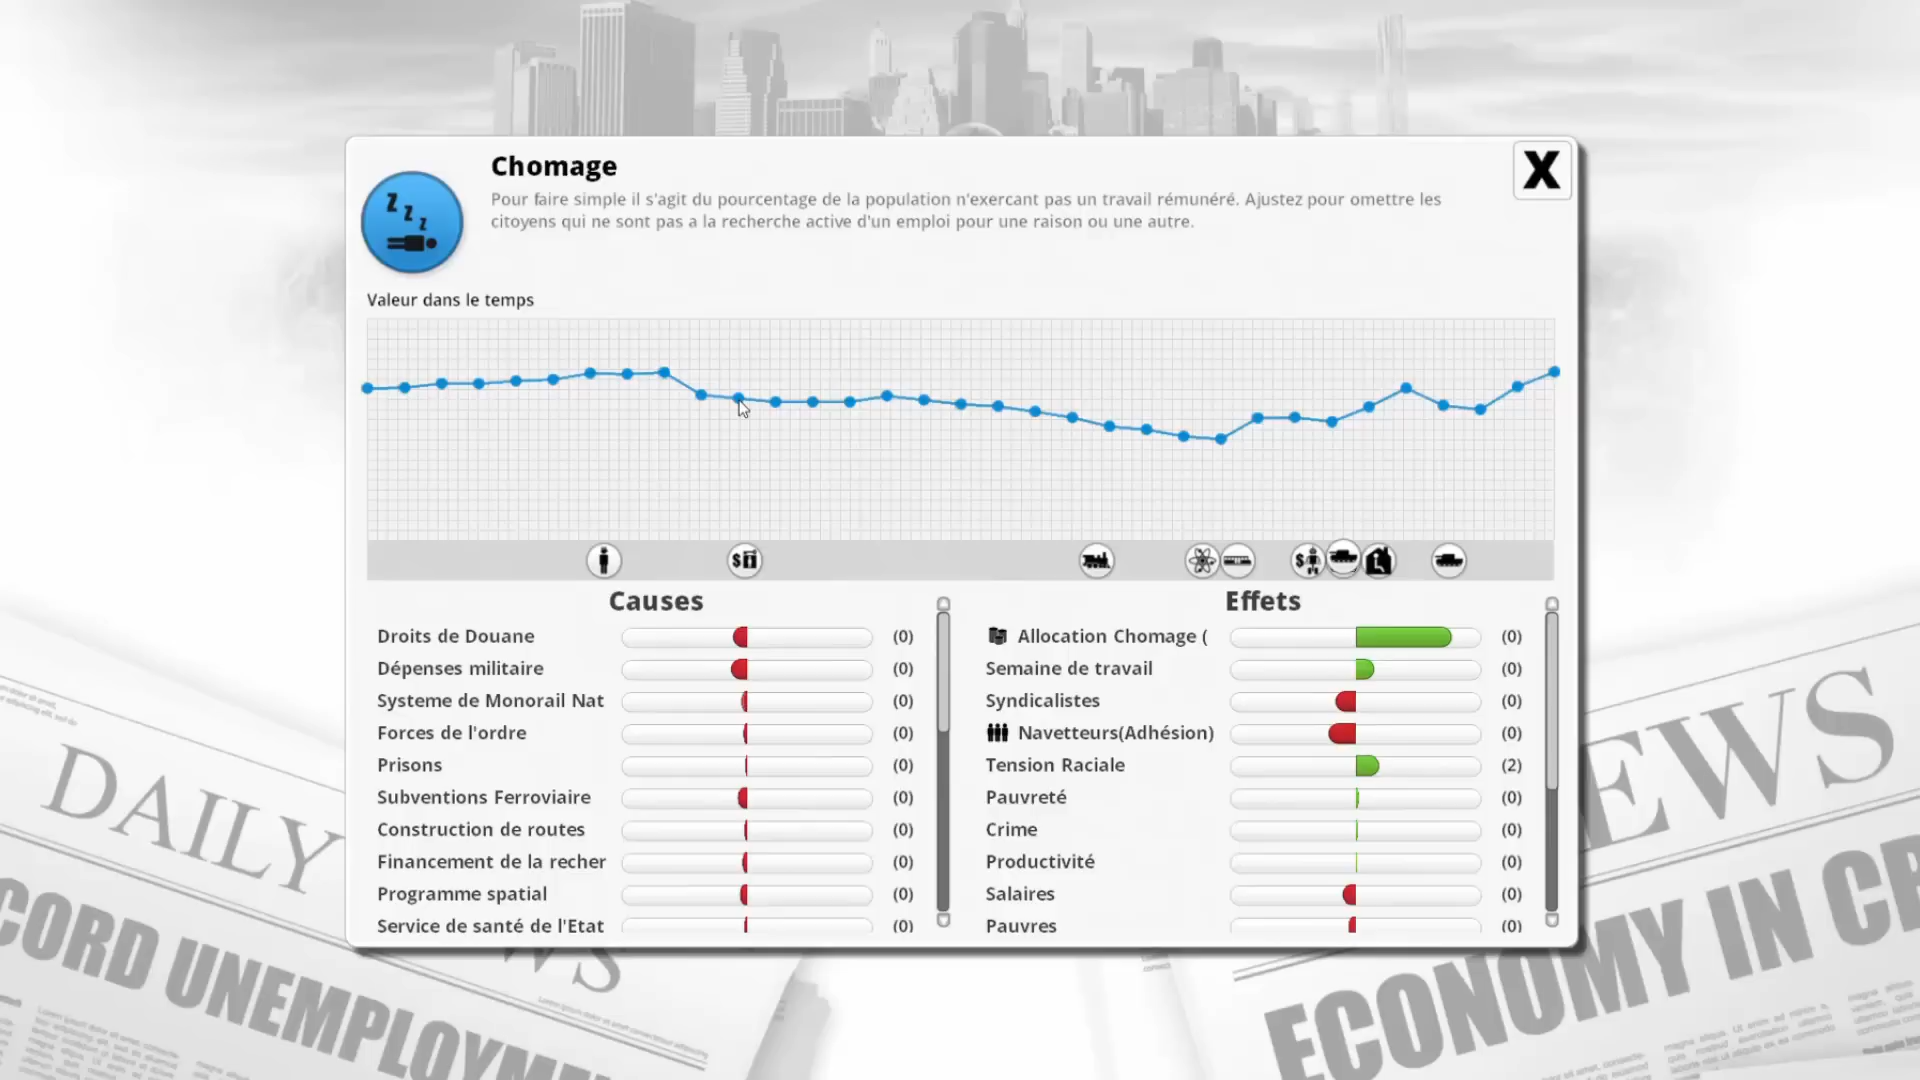 Chomage
X
Pour faire simple il s'agit du pourcentage de la population n'exercant pas un travail rémunéré. Ajustez pour omettre les
citoyens qui ne sont pas a la recherche active d'un emploi pour une raison ou une autre.
Valeur dans le temps
Causes
Droits de Douane (0)
Dépenses militaire (0)
Systeme de Monorail Nat (0)
Forces de l'ordre (0)
Prisons (0)
Subventions Ferroviaire (0)
Construction de routes (0)
Financement de la recher (0)
Programme spatial (0)
Service de santé de l'Etat (0)
Effets
Allocation Chomage ( (0)
Semaine de travail (0)
Syndicalistes (0)
Navetteurs(Adhésion) (0)
Tension Raciale (2)
Pauvreté (0)
Crime (0)
Productivité (0)
Salaires (0)
Pauvres (0)
DAILY
CORD UNEMPLOYME
EWS
ECONOMY IN CR